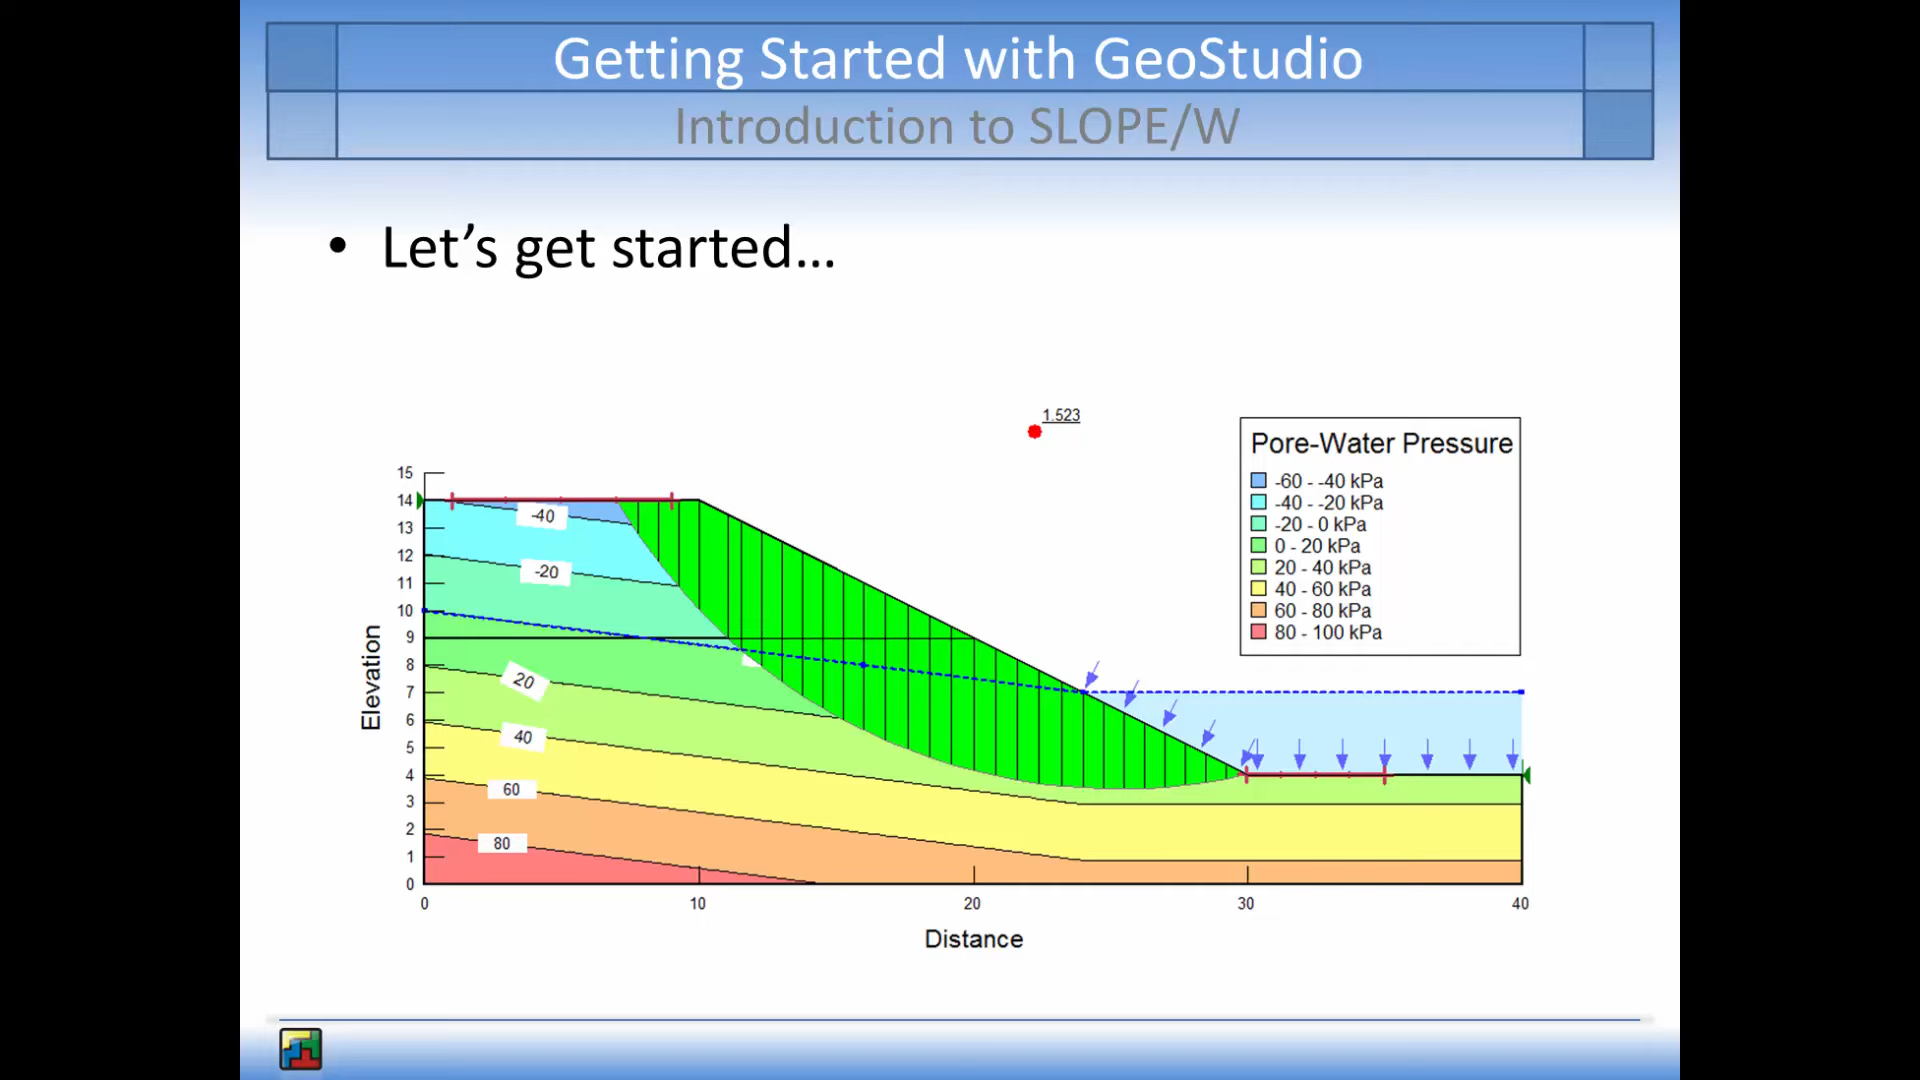 Getting Started with GeoStudio
Introduction to SLOPE/W
• Let’s get started...
1.523
Pore-Water Pressure
-60 - -40 kPa
-40 - -20 kPa
-20 - 0 kPa
0 - 20 kPa
20 - 40 kPa
40 - 60 kPa
60 - 80 kPa
80 - 100 kPa
15
14
13
12
11
10
9
8
7
6
5
4
3
2
1
0
Elevation
-40
-20
20
40
60
80
0 10 20 30 40
Distance